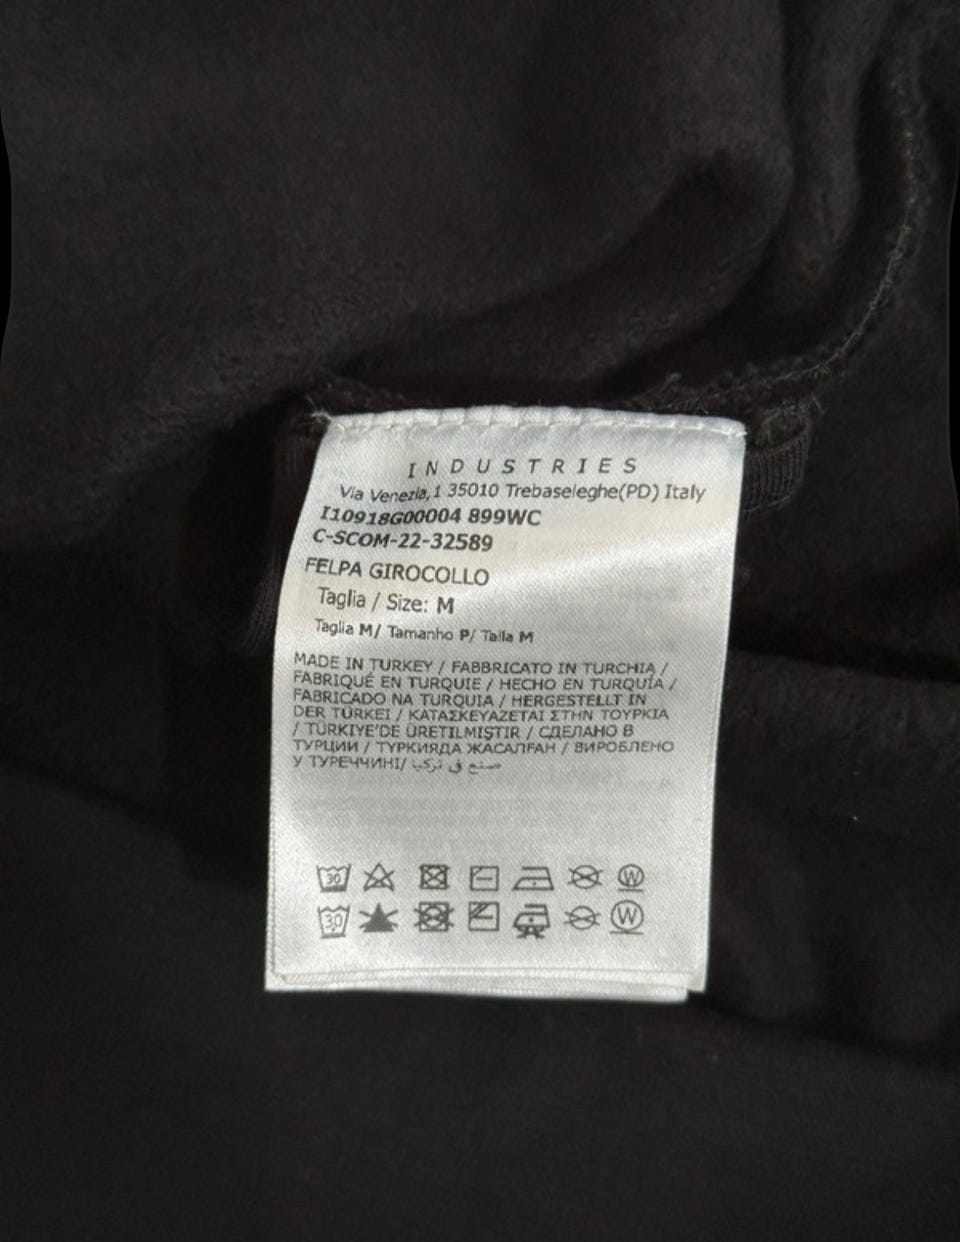 INDUSTRIES
Via Venezia,1 35010 Trebaseleghe(PD) Italy
I10918G00004 899WC
C-SCOM-22-32589
FELPA GIROCOLLO
Taglia / Size: M
Taglia M/ Tamanho P/ Talla M
MADE IN TURKEY / FABBRICATO IN TURCHIA /
FABRIQUÉ EN TURQUIE / HECHO EN TURQUÍA /
FABRICADO NA TURQUIA / HERGESTELLT IN
DER TÜRKEI / ΚΑΤΑΣΚΕΥΑΖΕΤΑΙ ΣΤΗΝ ΤΟΥΡΚΙΑ
/ TÜRKIYE'DE ÜRETILMIŞTIR / СДЕЛАНО В
ТУРЦИИ / ТУРКИЯДА ЖАСАЛҒАН / ВИРОБЛЕНО
У ТУРЕЧЧИНІ/ صنع في تركيا
30 W
30 W